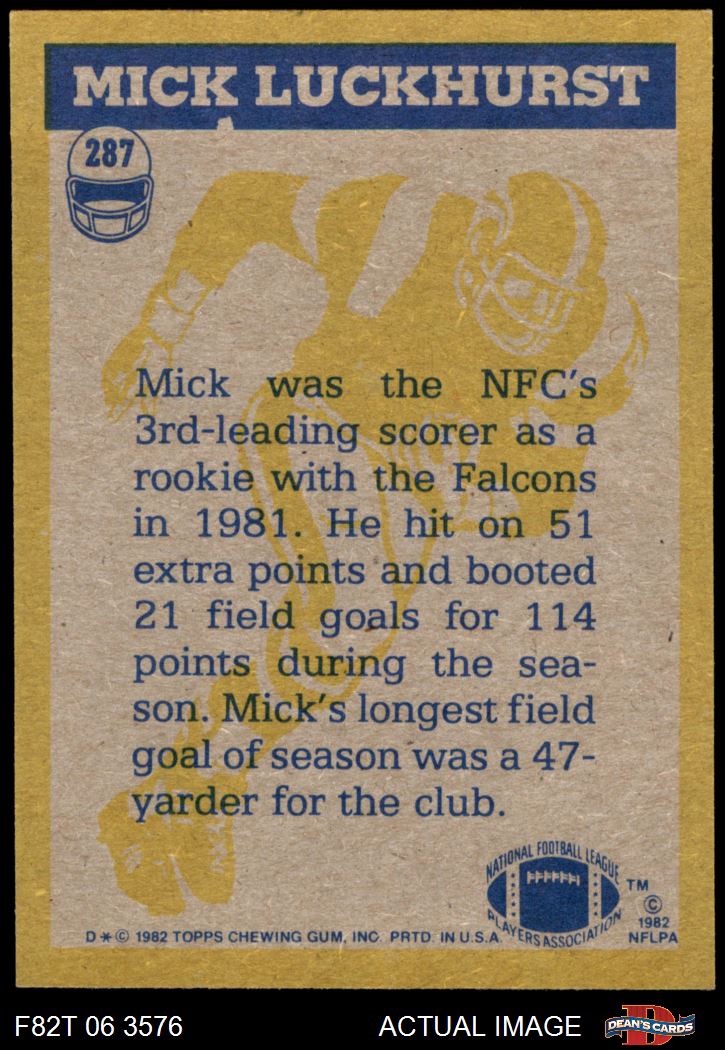 MICK LUCKHURST
287
Mick was the NFC's
3rd-leading scorer as a
rookie with the Falcons
in 1981. He hit on 51
extra points and booted
21 field goals for 114
points during the sea-
son. Mick's longest field
goal of season was a 47-
yarder for the club.
NATIONAL FOOTBALL LEAGUE
PLAYERS ASSOCIATION
TM
©
1982
NFLPA
D*© 1982 TOPPS CHEWING GUM, INC. PRTD. IN U.S.A.
F82T 06 3576
ACTUAL IMAGE
D
DEAN'S CARDS